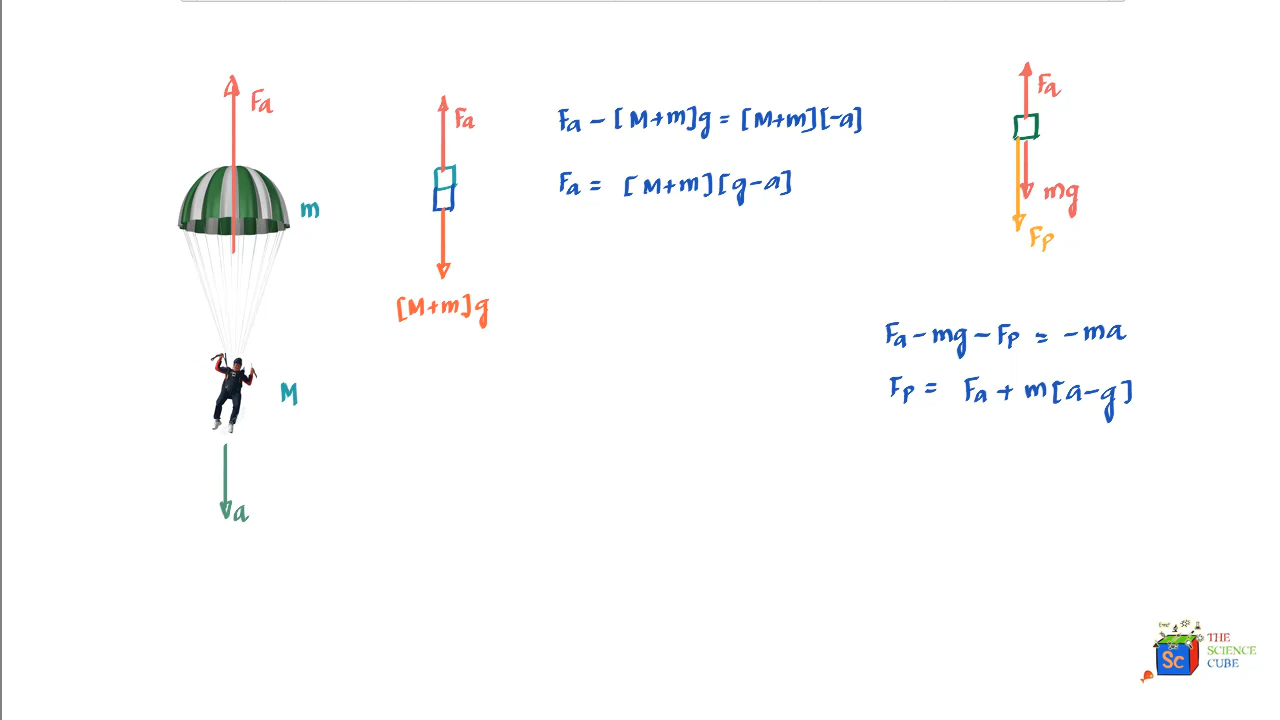 Fa
m
M
a
Fa
[M+m]g
Fa - [M+m]g = [M+m][-a]
Fa = [M+m][g-a]
Fa
mg
Fp
Fa - mg - Fp = -ma
Fp = Fa + m[a-g]
Sc
THE
SCIENCE
CUBE